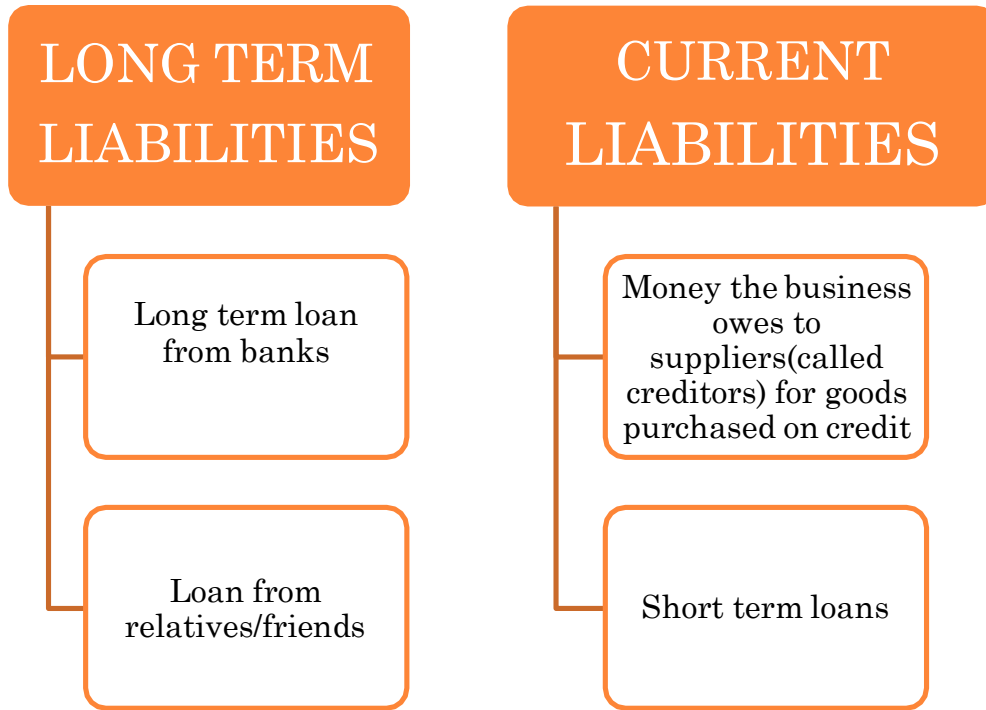 LONG TERM
LIABILITIES
Long term loan
from banks
Loan from
relatives/friends
CURRENT
LIABILITIES
Money the business
owes to
suppliers(called
creditors) for goods
purchased on credit
Short term loans